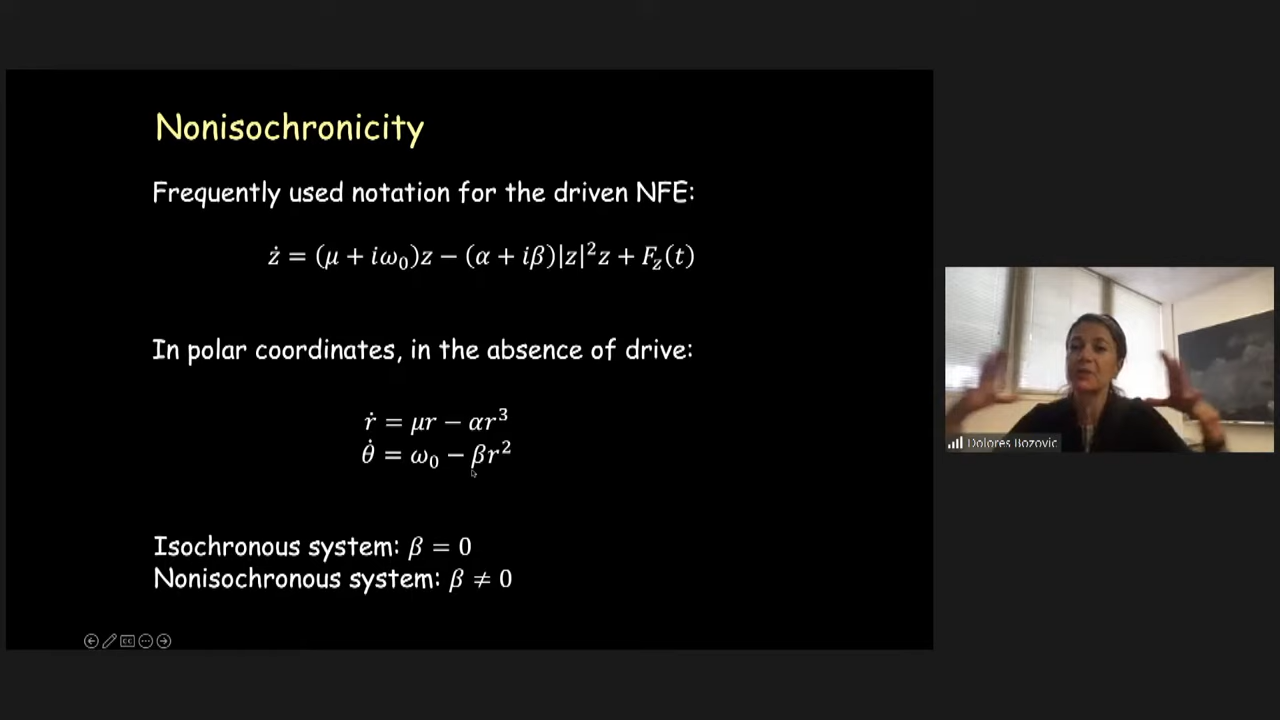 Nonisochronicity
Frequently used notation for the driven NFE:
ż = (μ + iω₀)z − (α + iβ)|z|²z + F_z(t)
In polar coordinates, in the absence of drive:
ṙ = μr − αr³
θ̇ = ω₀ − βr²
Isochronous system: β = 0
Nonisochronous system: β ≠ 0
Dolores Bozovic